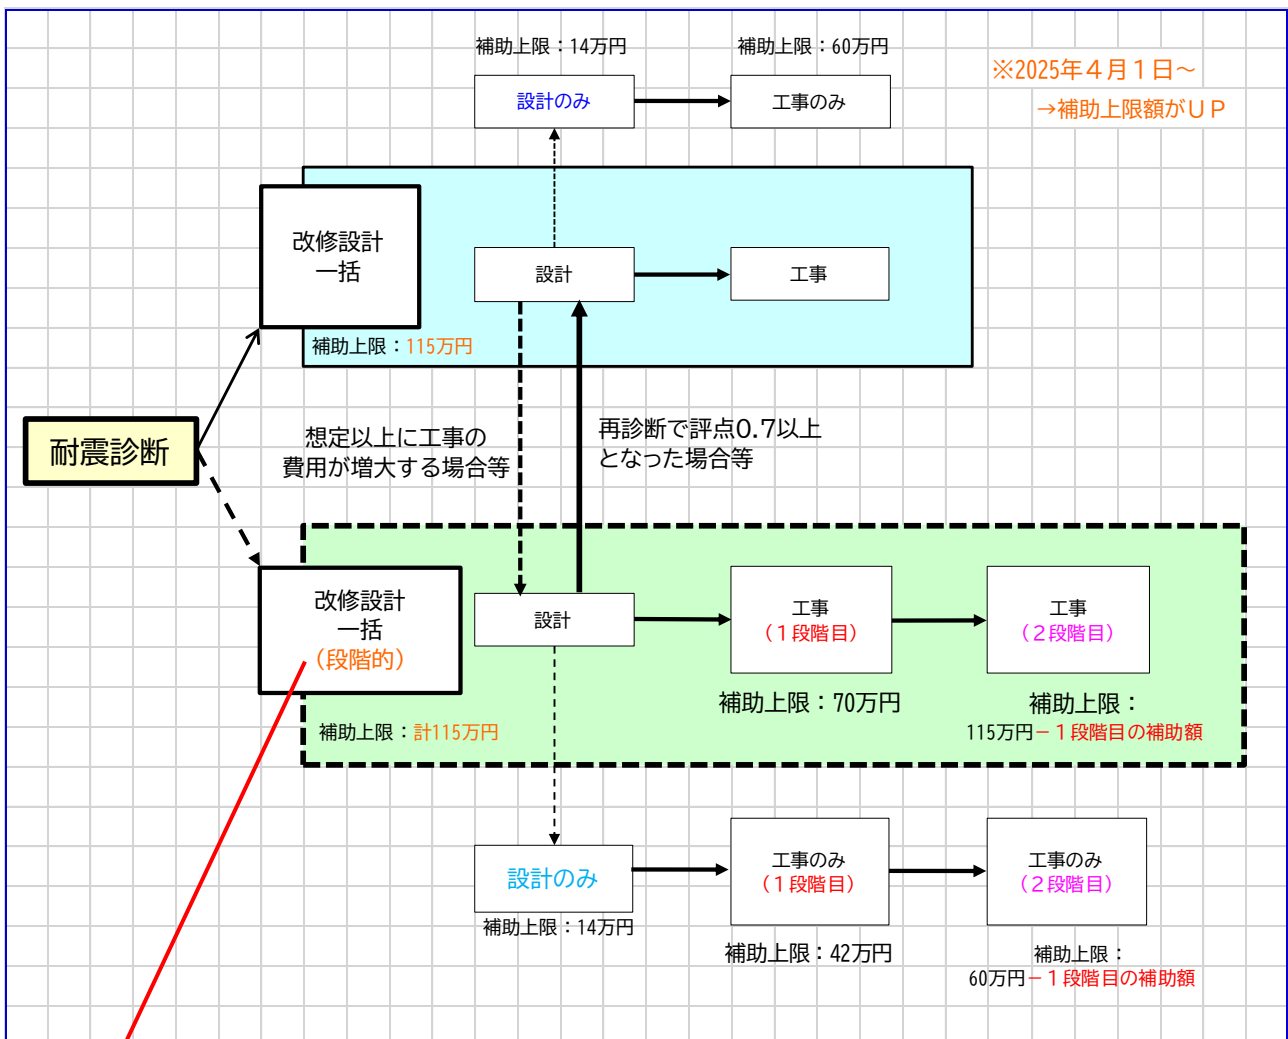 補助上限：14万円
補助上限：60万円
※2025年４月１日～
→補助上限額がＵＰ
設計のみ
工事のみ
改修設計
一括
設計
工事
補助上限：115万円
耐震診断
想定以上に工事の
費用が増大する場合等
再診断で評点0.7以上
となった場合等
改修設計
一括
（段階的）
設計
工事
（１段階目）
工事
（２段階目）
補助上限：70万円
補助上限：
115万円－１段階目の補助額
補助上限：計115万円
設計のみ
工事のみ
（１段階目）
工事のみ
（２段階目）
補助上限：14万円
補助上限：42万円
補助上限：
60万円－１段階目の補助額